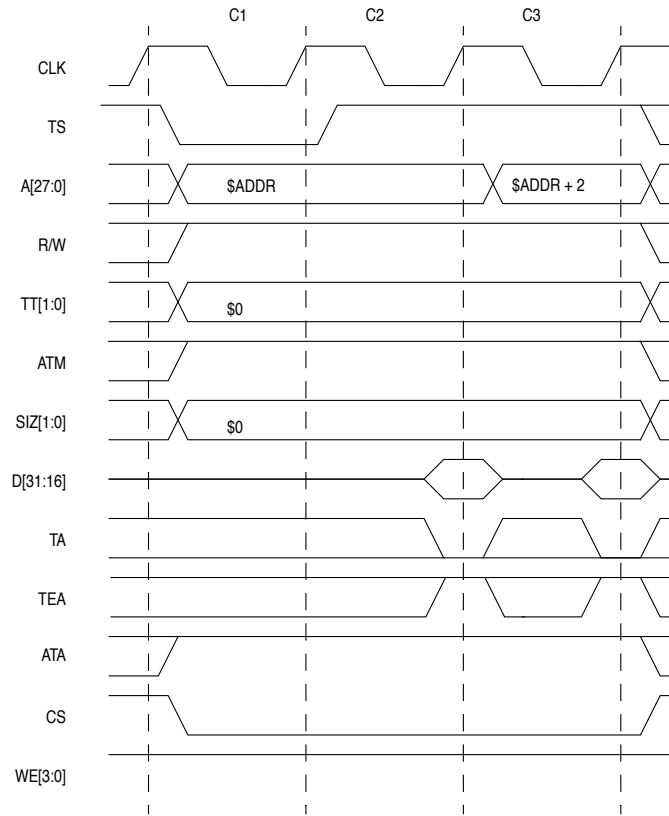 C1 C2 C3
CLK
TS
A[27:0] $ADDR $ADDR + 2
R/W
TT[1:0] $0
ATM
SIZ[1:0] $0
D[31:16]
TA
TEA
ATA
CS
WE[3:0]